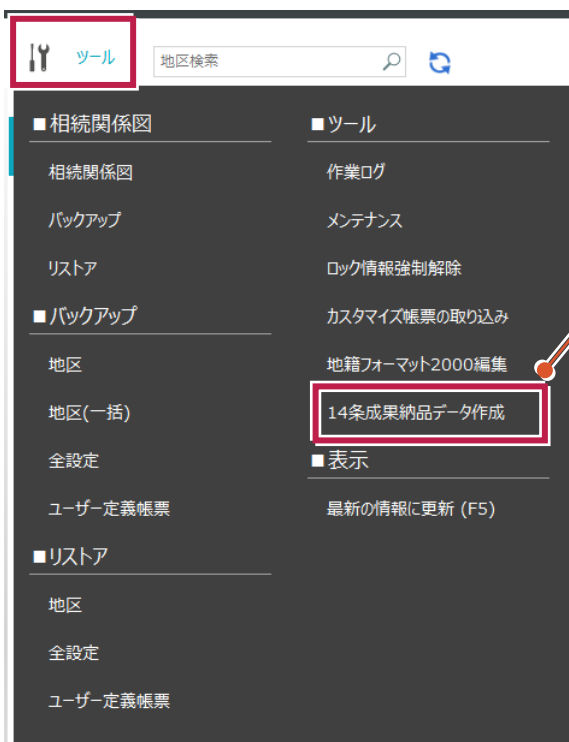 ツール
地区検索
■相続関係図
相続関係図
バックアップ
リストア
■バックアップ
地区
地区(一括)
全設定
ユーザー定義帳票
■リストア
地区
全設定
ユーザー定義帳票
■ツール
作業ログ
メンテナンス
ロック情報強制解除
カスタマイズ帳票の取り込み
地籍フォーマット2000編集
14条成果納品データ作成
■表示
最新の情報に更新 (F5)